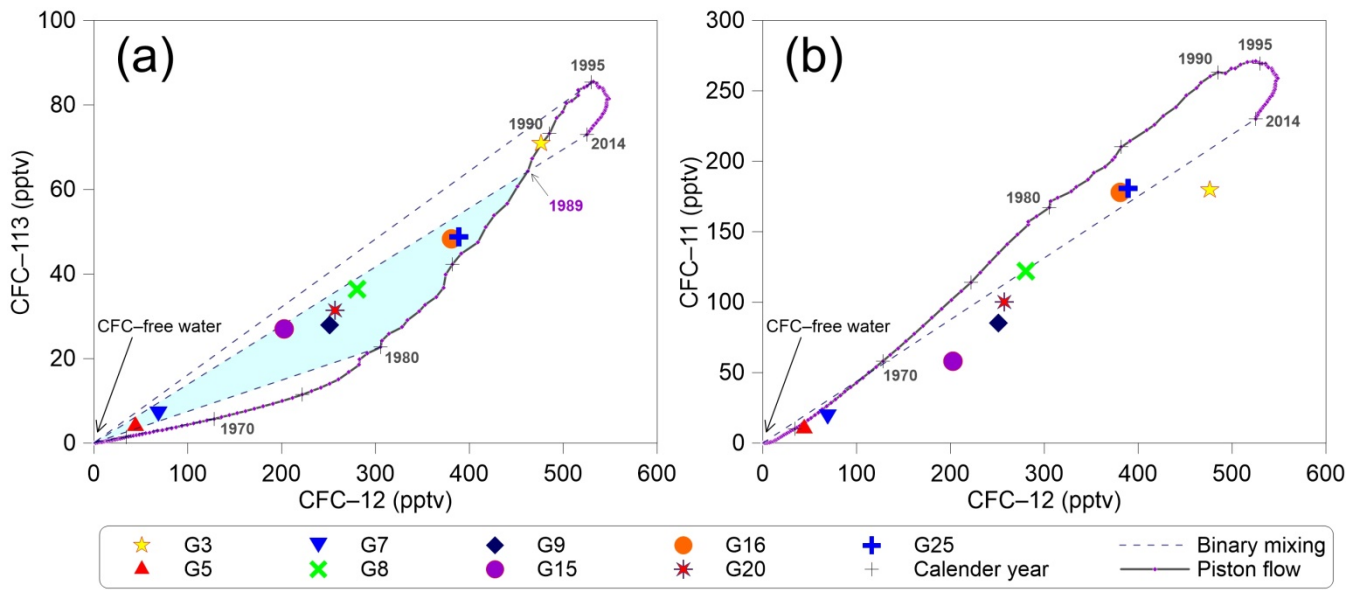 (a)
CFC–113 (pptv)
100
80
60
40
20
0
1995
1990
2014
1989
1980
1970
CFC–free water
0 100 200 300 400 500 600
CFC–12 (pptv)
(b)
CFC–11 (pptv)
300
250
200
150
100
50
0
1995
1990
2014
1980
1970
CFC–free water
0 100 200 300 400 500 600
CFC–12 (pptv)
G3 G7 G9 G16 G25 Binary mixing
G5 G8 G15 G20 Calender year Piston flow